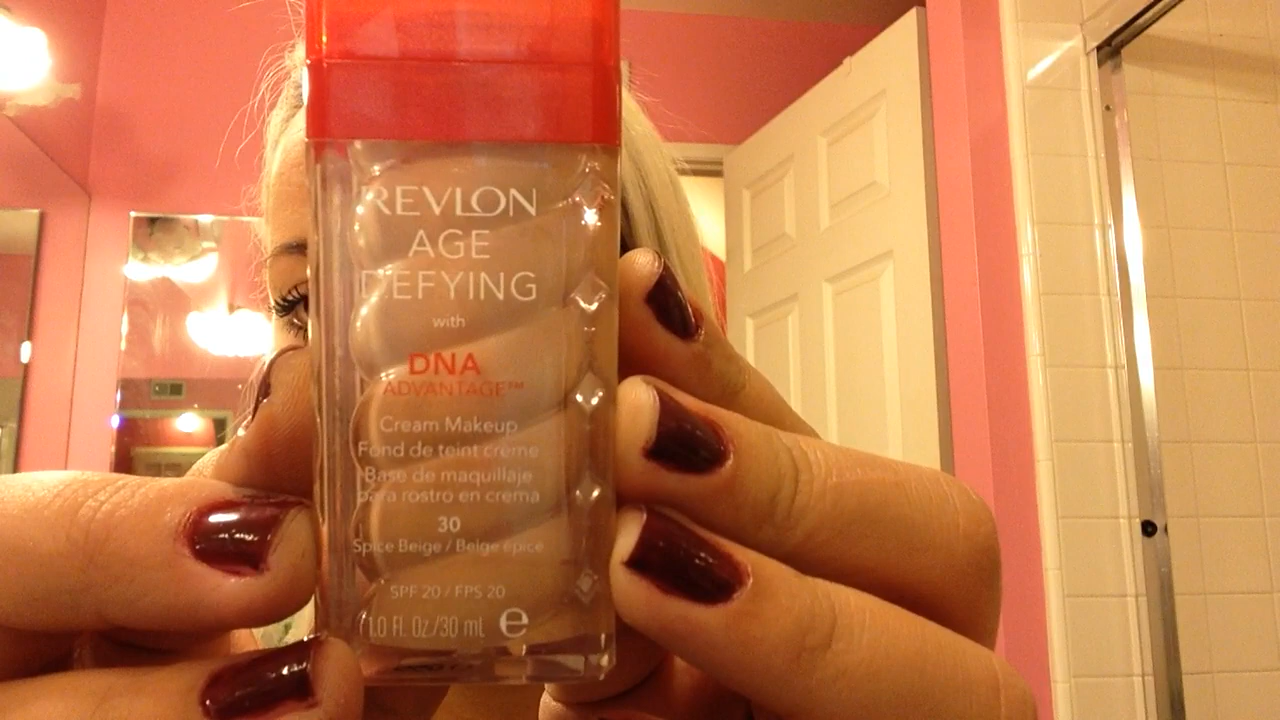 REVLON
AGE
DEFYING
with
DNA
ADVANTAGE™
Cream Makeup
Fond de teint crème
Base de maquillaje
para rostro en crema
30
Spice Beige / Beige épice
SPF 20 / FPS 20
1.0 fl. Oz/30 mL e